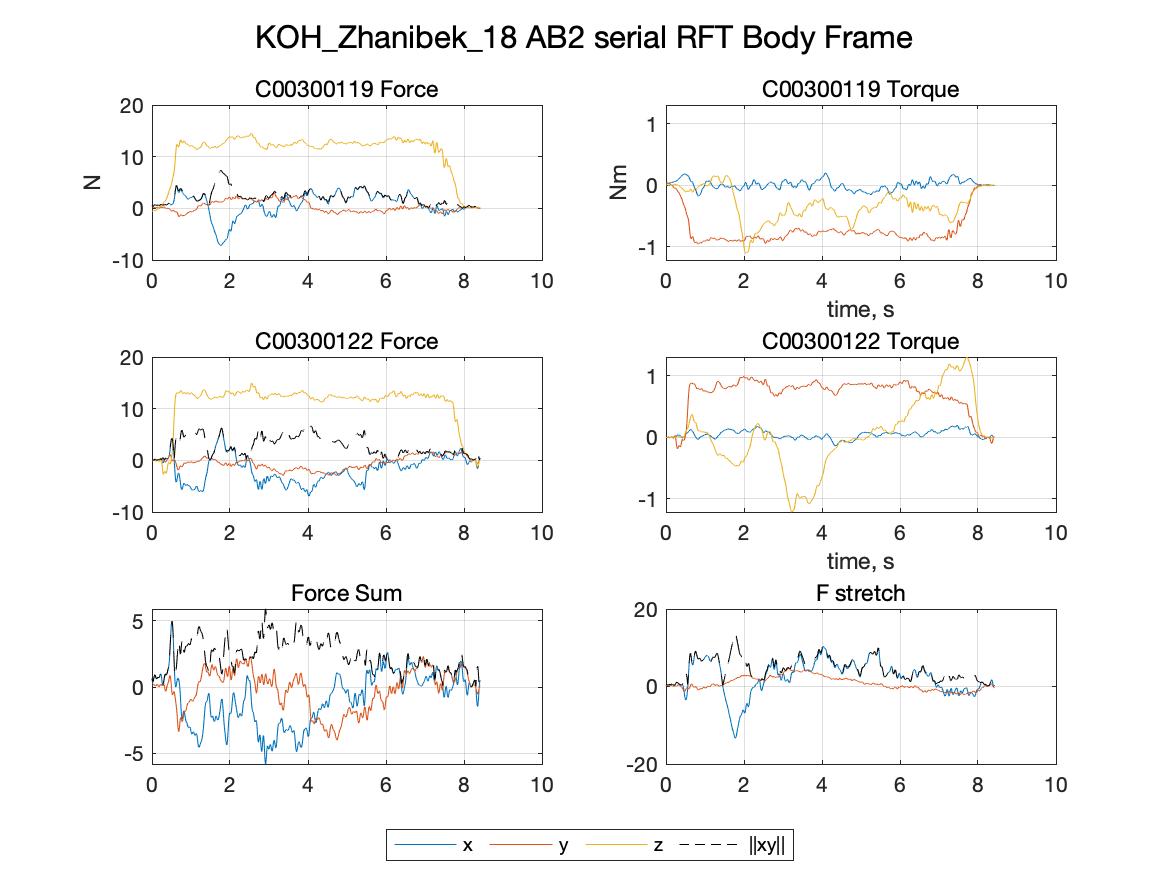 KOH_Zhanibek_18 AB2 serial RFT Body Frame
C00300119 Force
20
10
0
-10
N
0 2 4 6 8 10
C00300119 Torque
1
0
-1
Nm
0 2 4 6 8 10
time, s
C00300122 Force
20
10
0
-10
0 2 4 6 8 10
C00300122 Torque
1
0
-1
0 2 4 6 8 10
time, s
Force Sum
5
0
-5
0 2 4 6 8 10
F stretch
20
0
-20
0 2 4 6 8 10
x y z ||xy||